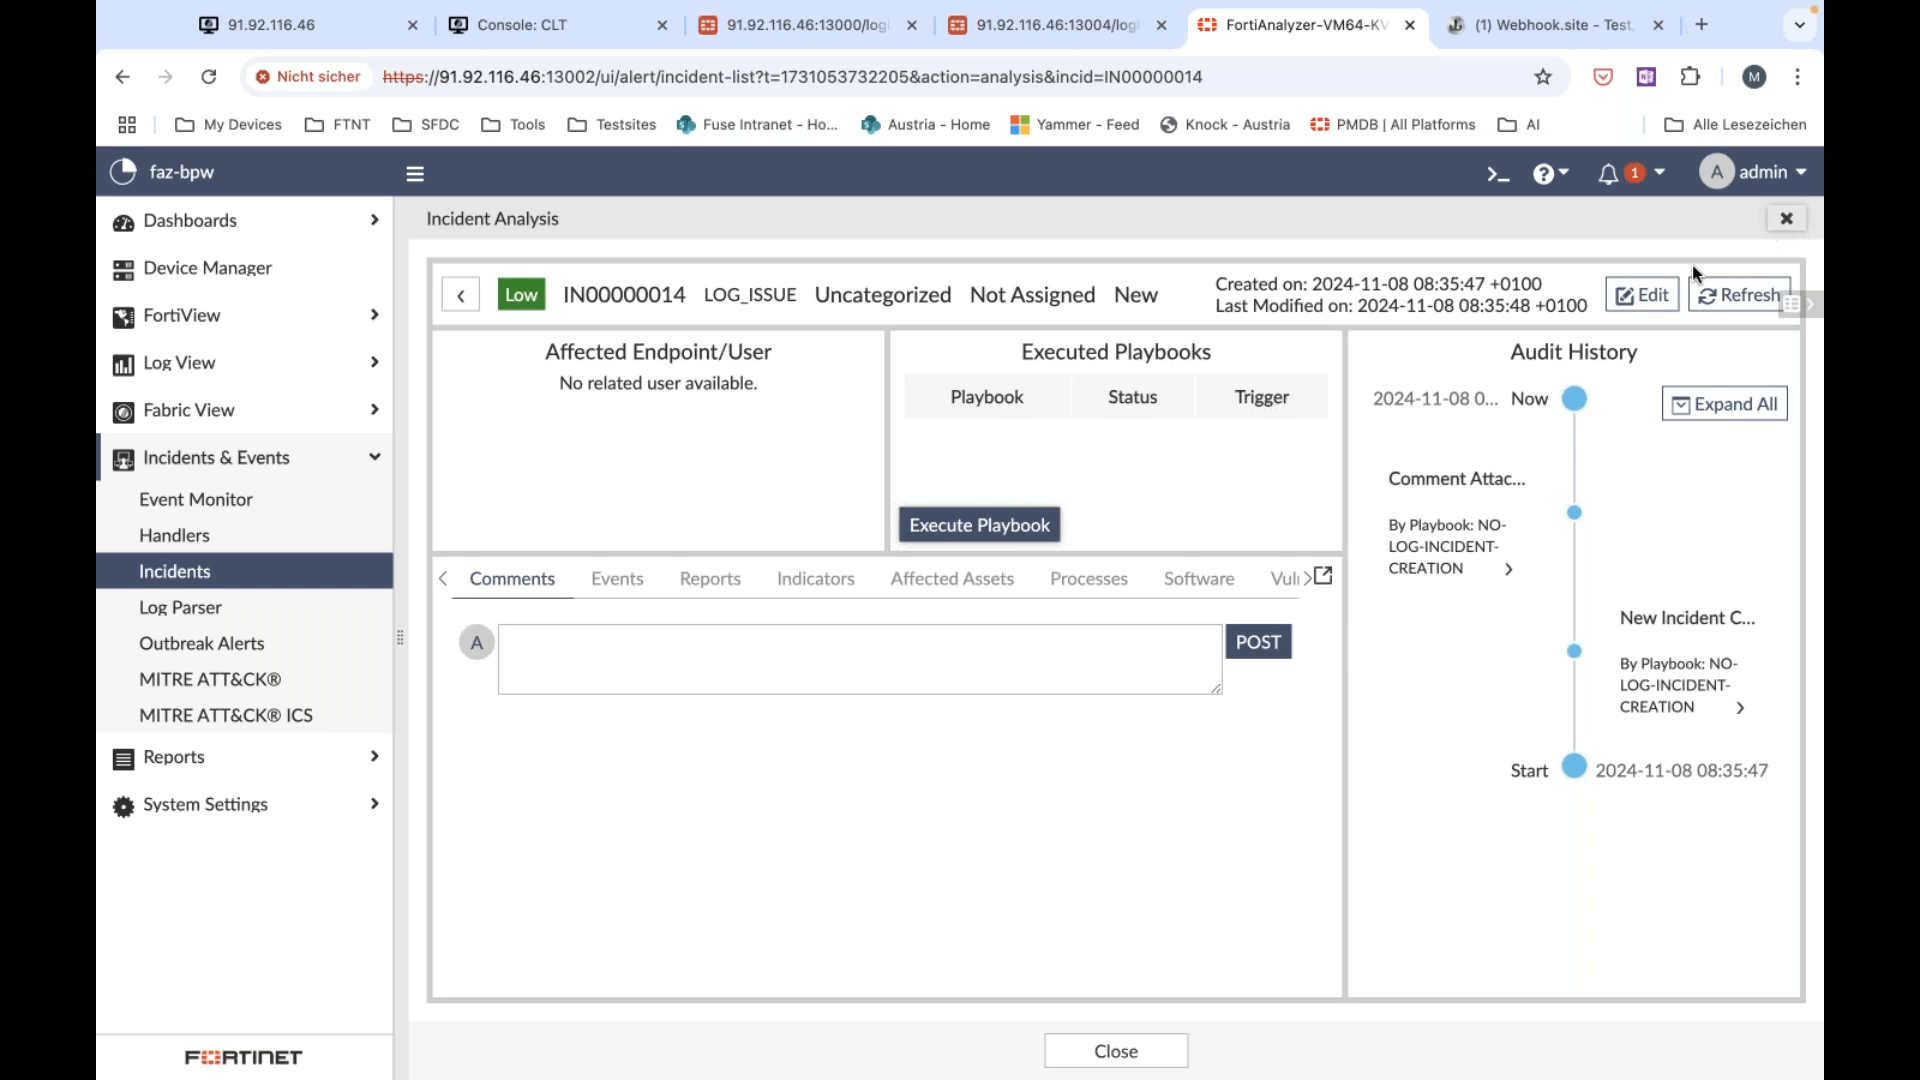 91.92.116.46
Console: CLT
91.92.116.46:13000/logi
91.92.116.46:13004/logi
FortiAnalyzer-VM64-KV
(1) Webhook.site - Test,
Nicht sicher
https://91.92.116.46:13002/ui/alert/incident-list?t=1731053732205&action=analysis&incid=IN00000014
M
My Devices
FTNT
SFDC
Tools
Testsites
Fuse Intranet - Ho...
Austria - Home
Yammer - Feed
Knock - Austria
PMDB | All Platforms
AI
Alle Lesezeichen
faz-bpw
1
A
admin
Dashboards
Device Manager
FortiView
Log View
Fabric View
Incidents & Events
Event Monitor
Handlers
Incidents
Log Parser
Outbreak Alerts
MITRE ATT&CK®
MITRE ATT&CK® ICS
Reports
System Settings
FORTINET
Incident Analysis
Low
IN00000014
LOG_ISSUE
Uncategorized
Not Assigned
New
Created on: 2024-11-08 08:35:47 +0100
Last Modified on: 2024-11-08 08:35:48 +0100
Edit
Refresh
Affected Endpoint/User
No related user available.
Executed Playbooks
Playbook
Status
Trigger
Execute Playbook
Comments
Events
Reports
Indicators
Affected Assets
Processes
Software
Vuln
A
POST
Audit History
2024-11-08 0...
Now
Expand All
Comment Attac...
By Playbook: NO-
LOG-INCIDENT-
CREATION
New Incident C...
By Playbook: NO-
LOG-INCIDENT-
CREATION
Start
2024-11-08 08:35:47
Close